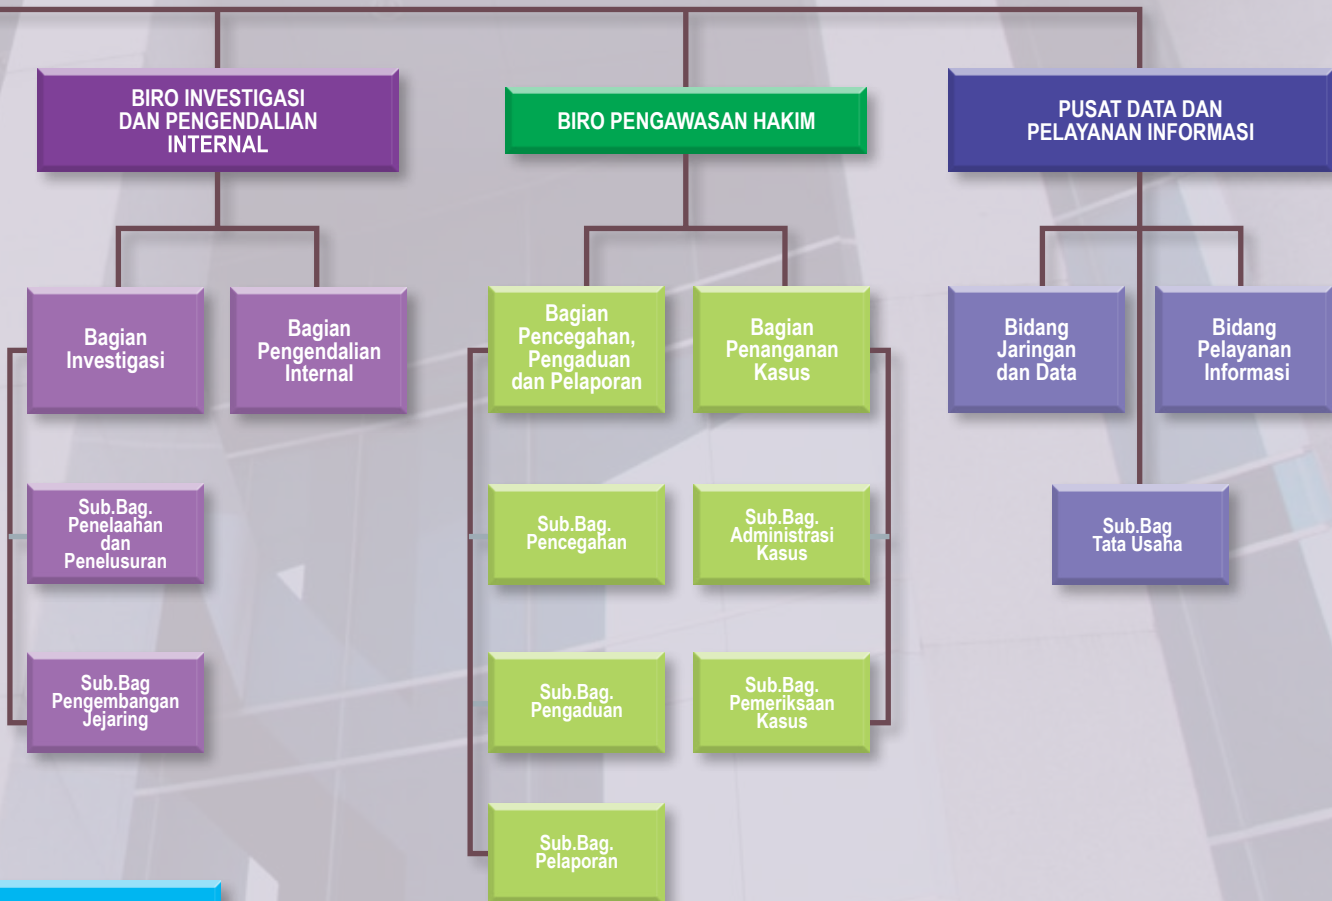 BIRO INVESTIGASI
DAN PENGENDALIAN
INTERNAL
BIRO PENGAWASAN HAKIM
PUSAT DATA DAN
PELAYANAN INFORMASI
Bagian
Investigasi
Bagian
Pengendalian
Internal
Bagian
Pencegahan,
Pengaduan
dan Pelaporan
Bagian
Penanganan
Kasus
Bidang
Jaringan
dan Data
Bidang
Pelayanan
Informasi
Sub.Bag.
Penelaahan
dan
Penelusuran
Sub.Bag.
Pencegahan
Sub.Bag.
Administrasi
Kasus
Sub.Bag
Tata Usaha
Sub.Bag
Pengembangan
Jejaring
Sub.Bag.
Pengaduan
Sub.Bag.
Pemeriksaan
Kasus
Sub.Bag.
Pelaporan